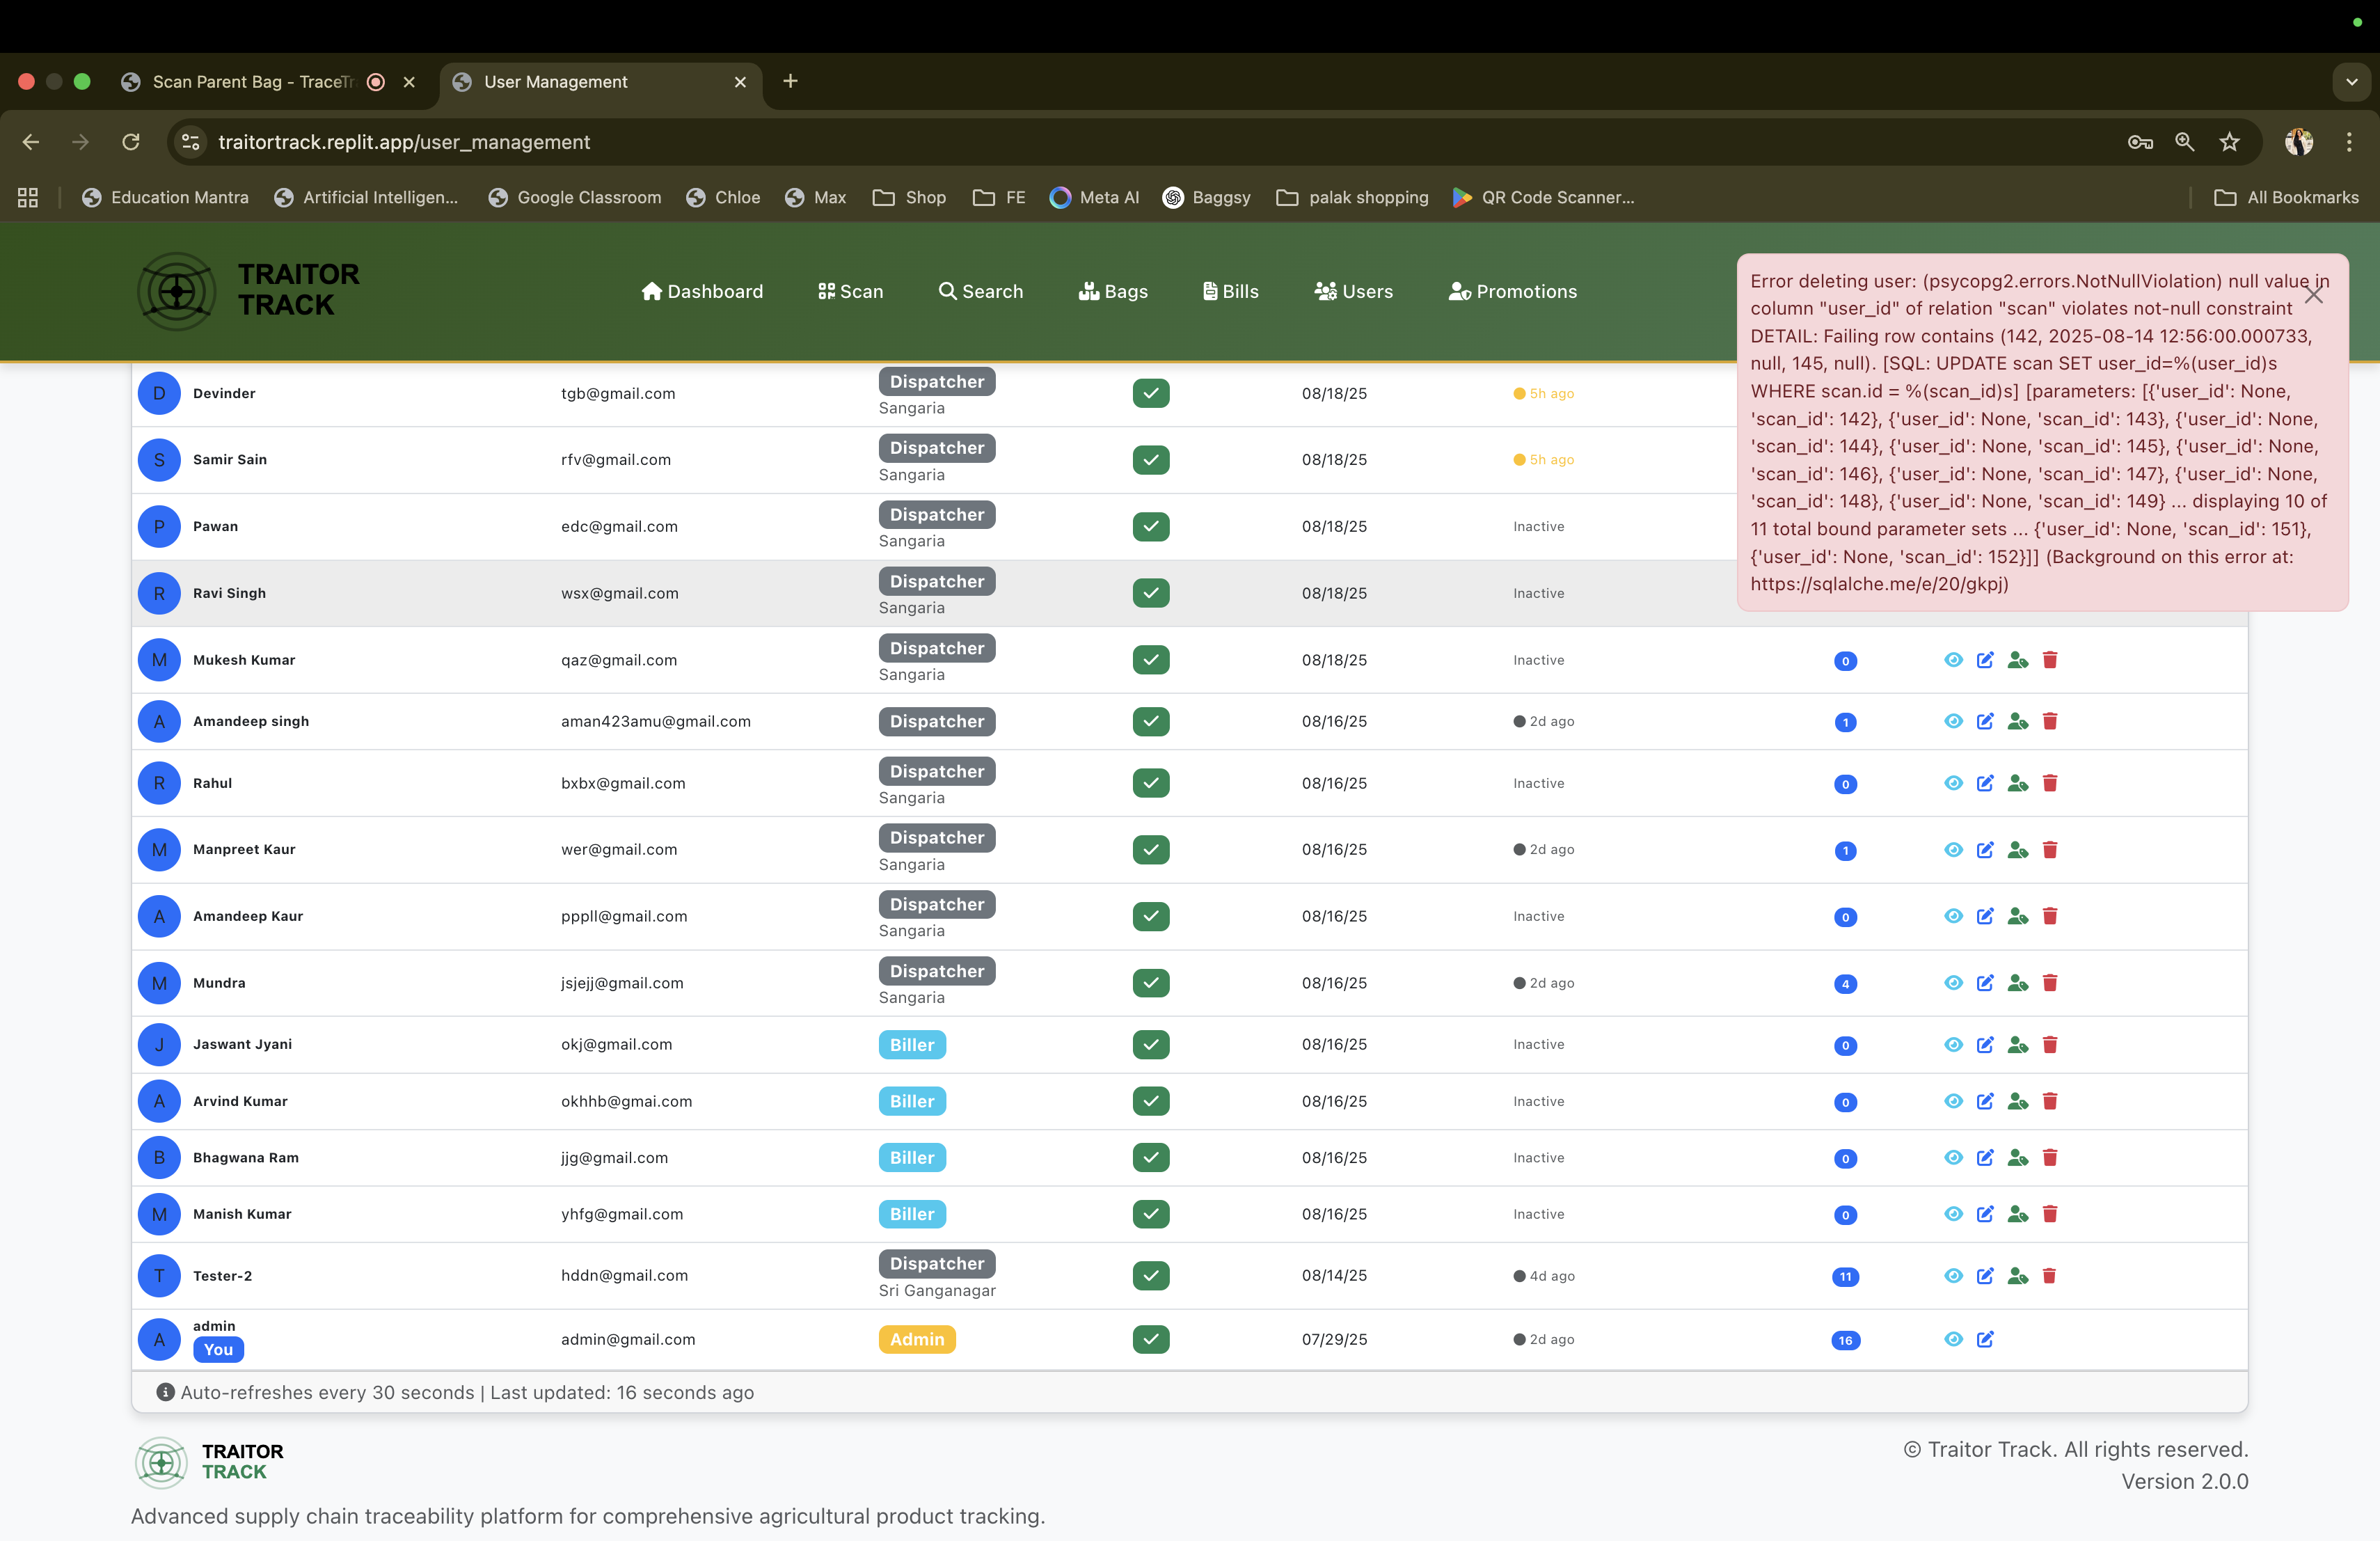 Scan Parent Bag - TraceTr
User Management
traitortrack.replit.app/user_management
Education Mantra
Artificial Intelligen...
Google Classroom
Chloe
Max
Shop
FE
Meta AI
Baggsy
palak shopping
QR Code Scanner...
All Bookmarks
TRAITOR
TRACK
Dashboard
Scan
Search
Bags
Bills
Users
Promotions
Error deleting user: (psycopg2.errors.NotNullViolation) null value in
column "user_id" of relation "scan" violates not-null constraint
DETAIL: Failing row contains (142, 2025-08-14 12:56:00.000733,
null, 145, null). [SQL: UPDATE scan SET user_id=%(user_id)s
WHERE scan.id = %(scan_id)s] [parameters: [{'user_id': None,
'scan_id': 142}, {'user_id': None, 'scan_id': 143}, {'user_id': None,
'scan_id': 144}, {'user_id': None, 'scan_id': 145}, {'user_id': None,
'scan_id': 146}, {'user_id': None, 'scan_id': 147}, {'user_id': None,
'scan_id': 148}, {'user_id': None, 'scan_id': 149} ... displaying 10 of
11 total bound parameter sets ... {'user_id': None, 'scan_id': 151},
{'user_id': None, 'scan_id': 152}]] (Background on this error at:
https://sqlalche.me/e/20/gkpj)
D Devinder tgb@gmail.com Dispatcher 08/18/25 5h ago
Sangaria
S Samir Sain rfv@gmail.com Dispatcher 08/18/25 5h ago
Sangaria
P Pawan edc@gmail.com Dispatcher 08/18/25 Inactive
Sangaria
R Ravi Singh wsx@gmail.com Dispatcher 08/18/25 Inactive
Sangaria
M Mukesh Kumar qaz@gmail.com Dispatcher 08/18/25 Inactive 0
Sangaria
A Amandeep singh aman423amu@gmail.com Dispatcher 08/16/25 2d ago 1
R Rahul bxbx@gmail.com Dispatcher 08/16/25 Inactive 0
Sangaria
M Manpreet Kaur wer@gmail.com Dispatcher 08/16/25 2d ago 1
Sangaria
A Amandeep Kaur pppll@gmail.com Dispatcher 08/16/25 Inactive 0
Sangaria
M Mundra jsjejj@gmail.com Dispatcher 08/16/25 2d ago 4
Sangaria
J Jaswant Jyani okj@gmail.com Biller 08/16/25 Inactive 0
A Arvind Kumar okhhb@gmai.com Biller 08/16/25 Inactive 0
B Bhagwana Ram jjg@gmail.com Biller 08/16/25 Inactive 0
M Manish Kumar yhfg@gmail.com Biller 08/16/25 Inactive 0
T Tester-2 hddn@gmail.com Dispatcher 08/14/25 4d ago 11
Sri Ganganagar
A admin admin@gmail.com Admin 07/29/25 2d ago 16
You
Auto-refreshes every 30 seconds | Last updated: 16 seconds ago
TRAITOR
TRACK
© Traitor Track. All rights reserved.
Version 2.0.0
Advanced supply chain traceability platform for comprehensive agricultural product tracking.